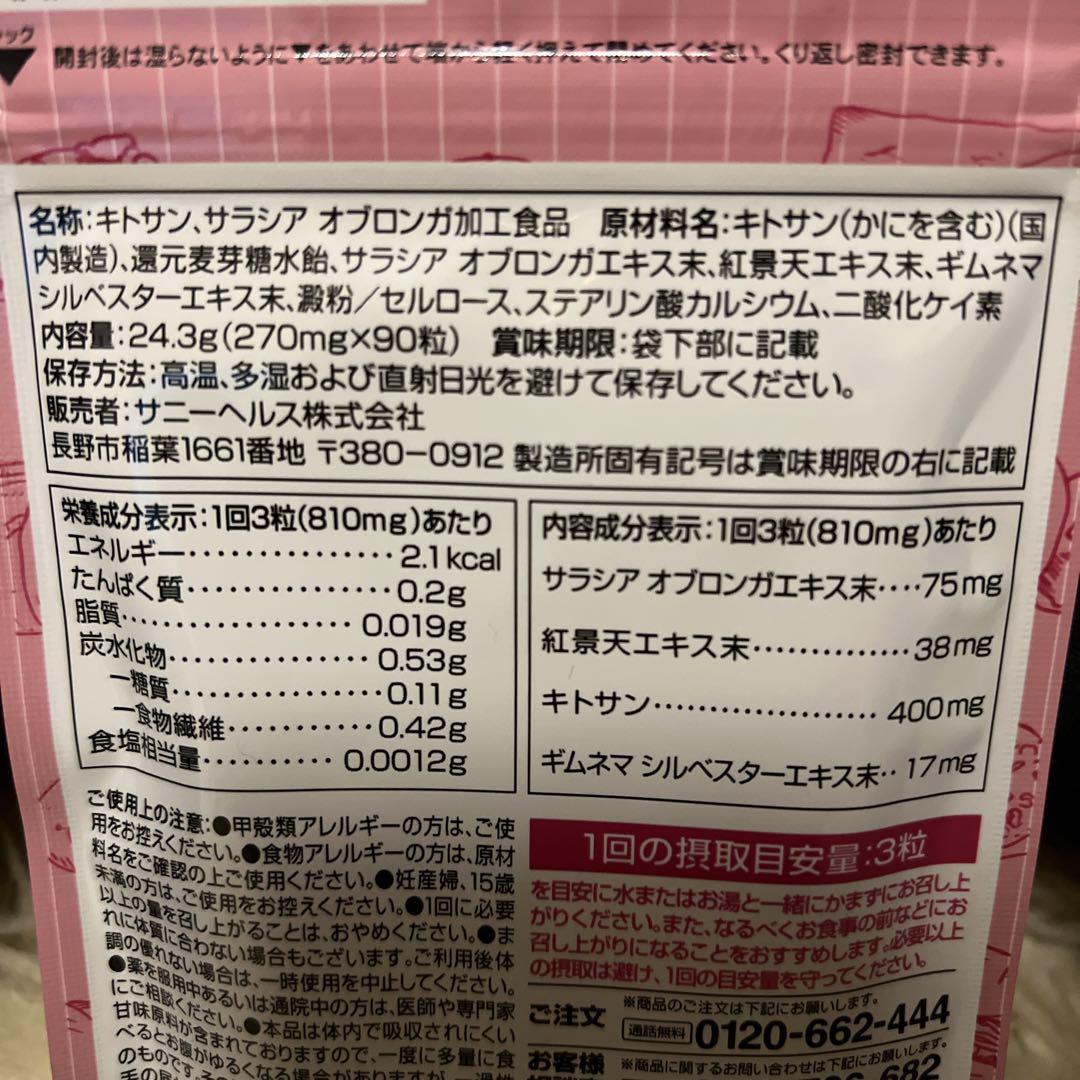 ッグ
開封後は湿らないように をあわせて端から軽く押えて閉めてください。くり返し密封できます。
名称:キトサン、サラシア オブロンガ加工食品 原材料名:キトサン(かにを含む)(国
内製造)、還元麦芽糖水飴、サラシア オブロンガエキス末、紅景天エキス末、ギムネマ
シルベスターエキス末、澱粉/セルロース、ステアリン酸カルシウム、二酸化ケイ素
内容量:24.3g(270mg×90粒) 賞味期限:袋下部に記載
保存方法:高温、多湿および直射日光を避けて保存してください。
販売者:サニーヘルス株式会社
長野市稲葉1661番地 〒380-0912 製造所固有記号は賞味期限の右に記載
栄養成分表示:1回3粒(810mg)あたり
エネルギー・・・・・・・・・・・・・・・2.1kcal
たんぱく質・・・・・・・・・・・・・・・0.2g
脂質・・・・・・・・・・・・・・・・・0.019g
炭水化物・・・・・・・・・・・・・・・0.53g
―糖質・・・・・・・・・・・・・・・0.11g
―食物繊維・・・・・・・・・・・0.42g
食塩相当量・・・・・・・・・・0.0012g
内容成分表示:1回3粒(810mg)あたり
サラシア オブロンガエキス末‥‥75mg
紅景天エキス末・・・・・・・・・・・・・・38mg
キトサン・・・・・・・・・・・・・・・・・・400mg
ギムネマ シルベスターエキス末‥17mg
ご使用上の注意:●甲殻類アレルギーの方は、ご使
用をお控えください。●食物アレルギーの方は、原材
料名をご確認の上ご使用ください。●妊産婦、15歳
未満の方は、ご使用をお控えください。●1回に必要
以上の量を召し上がることは、おやめください。●ま
れに体質に合わない場合もございます。ご利用後体
調の優れない場合は、一時使用を中止してください。
●薬を服用中あるいは通院中の方は、医師や専門家
にご相談ください。●本品は体内で吸収されにくい
甘味原料が含まれておりますので、一度に多量に食
べるとお腹がゆるくなる場合がありますが、一過性
のものです。
1回の摂取目安量:3粒
を目安に水またはお湯と一緒にかまずにお召し上
がりください。また、なるべくお食事の前などにお
召し上がりになることをおすすめします。必要以上
の摂取は避け、1回の目安量を守ってください。
ご注文 ※商品のご注文は下記にお願いします。
通話無料 0120-662-444
お客様 ※商品に関するお問い合わせは下記にお願いします。
682